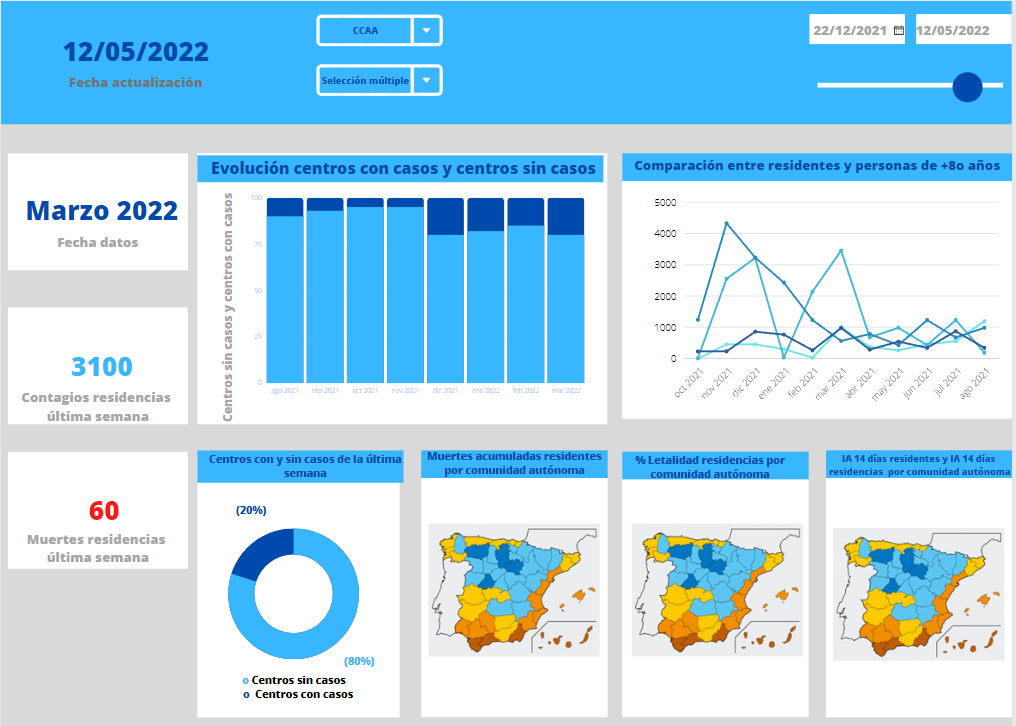 12/05/2022
Fecha actualización
CCAA
Selección múltiple
22/12/2021
12/05/2022
Marzo 2022
Fecha datos
3100
Contagios residencias
última semana
60
Muertes residencias
última semana
Evolución centros con casos y centros sin casos
Centros sin casos y centros con casos
100
75
50
25
0
ago 2021
sep 2021
oct 2021
nov 2021
dic 2021
ene 2022
feb 2022
mar 2022
Comparación entre residentes y personas de +8o años
5000
4000
3000
2000
1000
0
oct 2021
nov 2021
dic 2021
ene 2021
feb 2021
mar 2021
abr 2021
may 2021
jun 2021
jul 2021
ago 2021
Centros con y sin casos de la última
semana
(20%)
(80%)
o Centros sin casos
o Centros con casos
Muertes acumuladas residentes
por comunidad autónoma
% Letalidad residencias por
comunidad autónoma
IA 14 días residentes y IA 14 días
residencias por comunidad autónoma